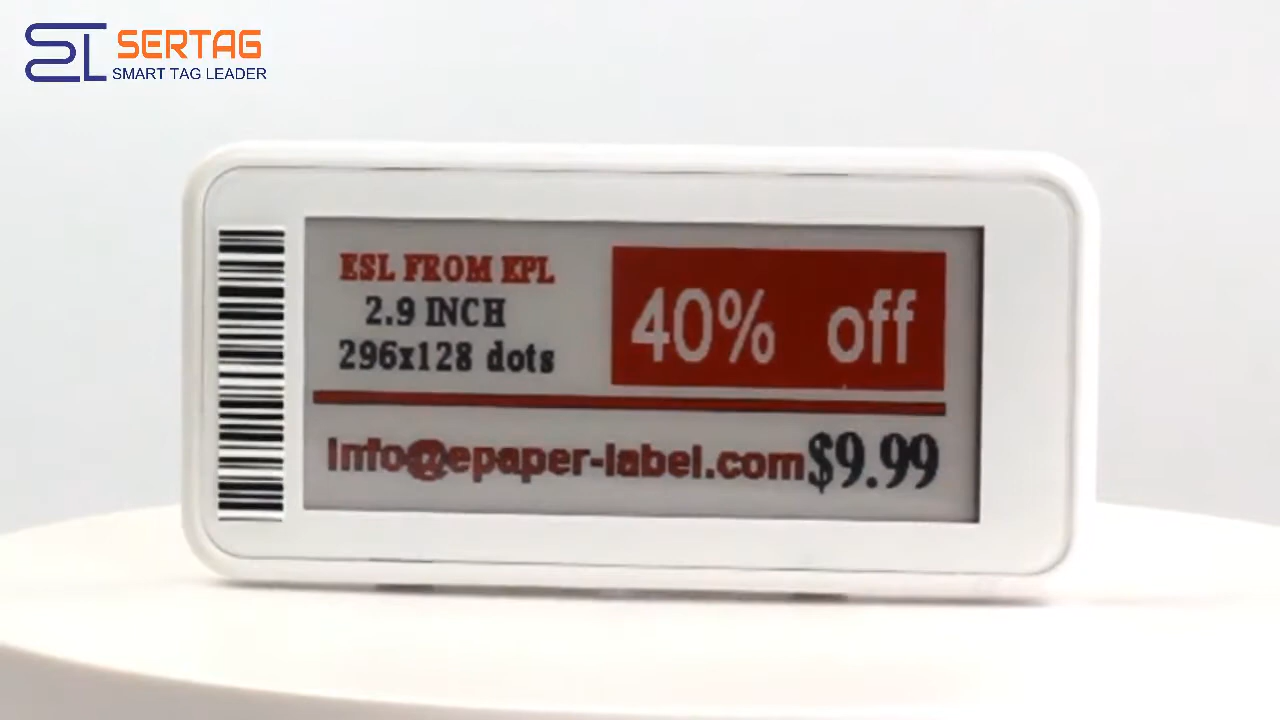 SERTAG
SMART TAG LEADER
ESL FROM EPL
2.9 INCH
296x128 dots
40% off
info@epaper-label.com
$9.99